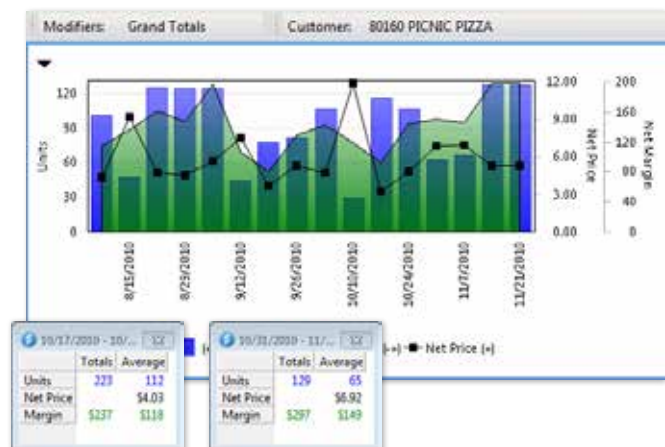 Modifiers: Grand Totals Customer: 80160 PICNIC PIZZA
120
90
60
30
0
Units
12.00
9.00
6.00
3.00
0.00
Net Price
200
160
120
80
40
0
Net Margin
8/15/2010
8/29/2010
9/12/2010
9/26/2010
10/10/2010
10/24/2010
11/7/2010
11/21/2010
Net Price (»)
10/17/2010 - 10/...
Totals Average
Units 223 112
Net Price $4.03
Margin $237 $118
10/31/2010 - 11/...
Totals Average
Units 129 65
Net Price $6.92
Margin $297 $149